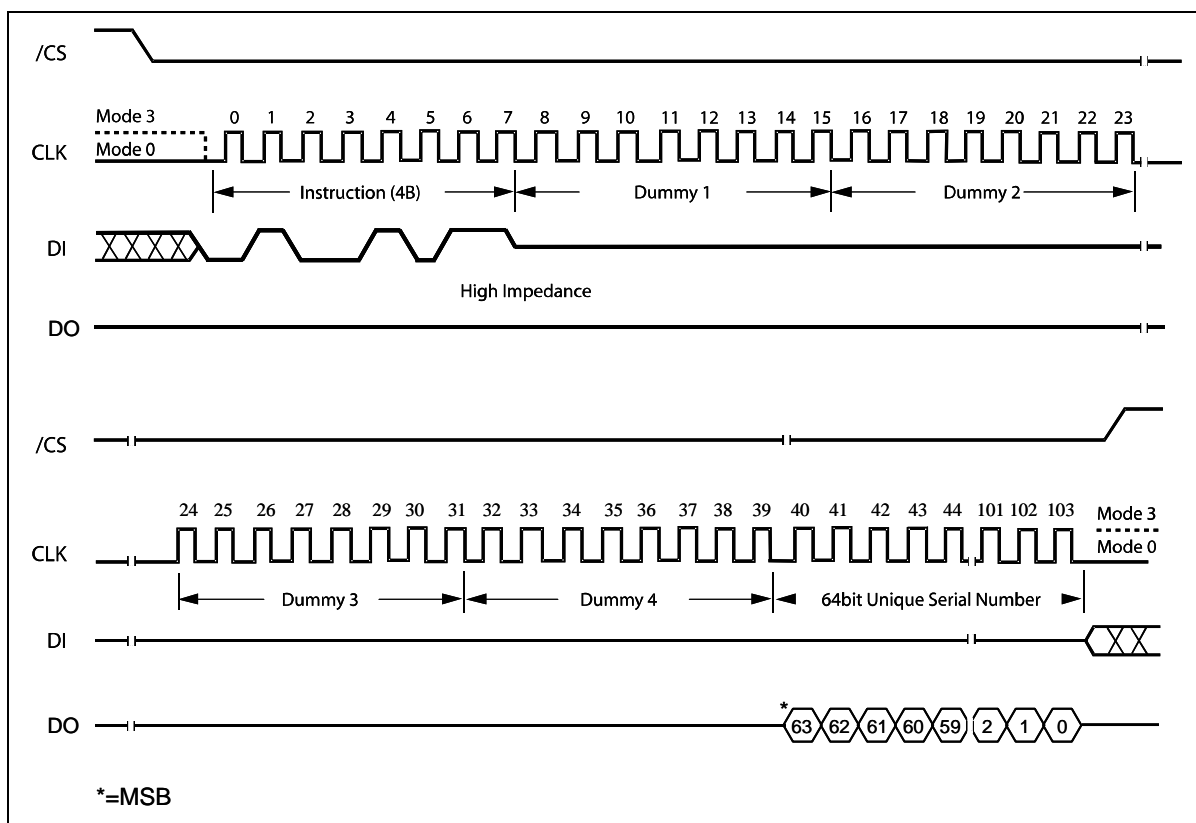 /CS
Mode 3
0 1 2 3 4 5 6 7 8 9 10 11 12 13 14 15 16 17 18 19 20 21 22 23
CLK
Mode 0
Instruction (4B) Dummy 1 Dummy 2
DI
High Impedance
DO
/CS
24 25 26 27 28 29 30 31 32 33 34 35 36 37 38 39 40 41 42 43 44 101 102 103
Mode 3
CLK
Mode 0
Dummy 3 Dummy 4 64bit Unique Serial Number
DI
DO
* 63 62 61 60 59 2 1 0
*=MSB